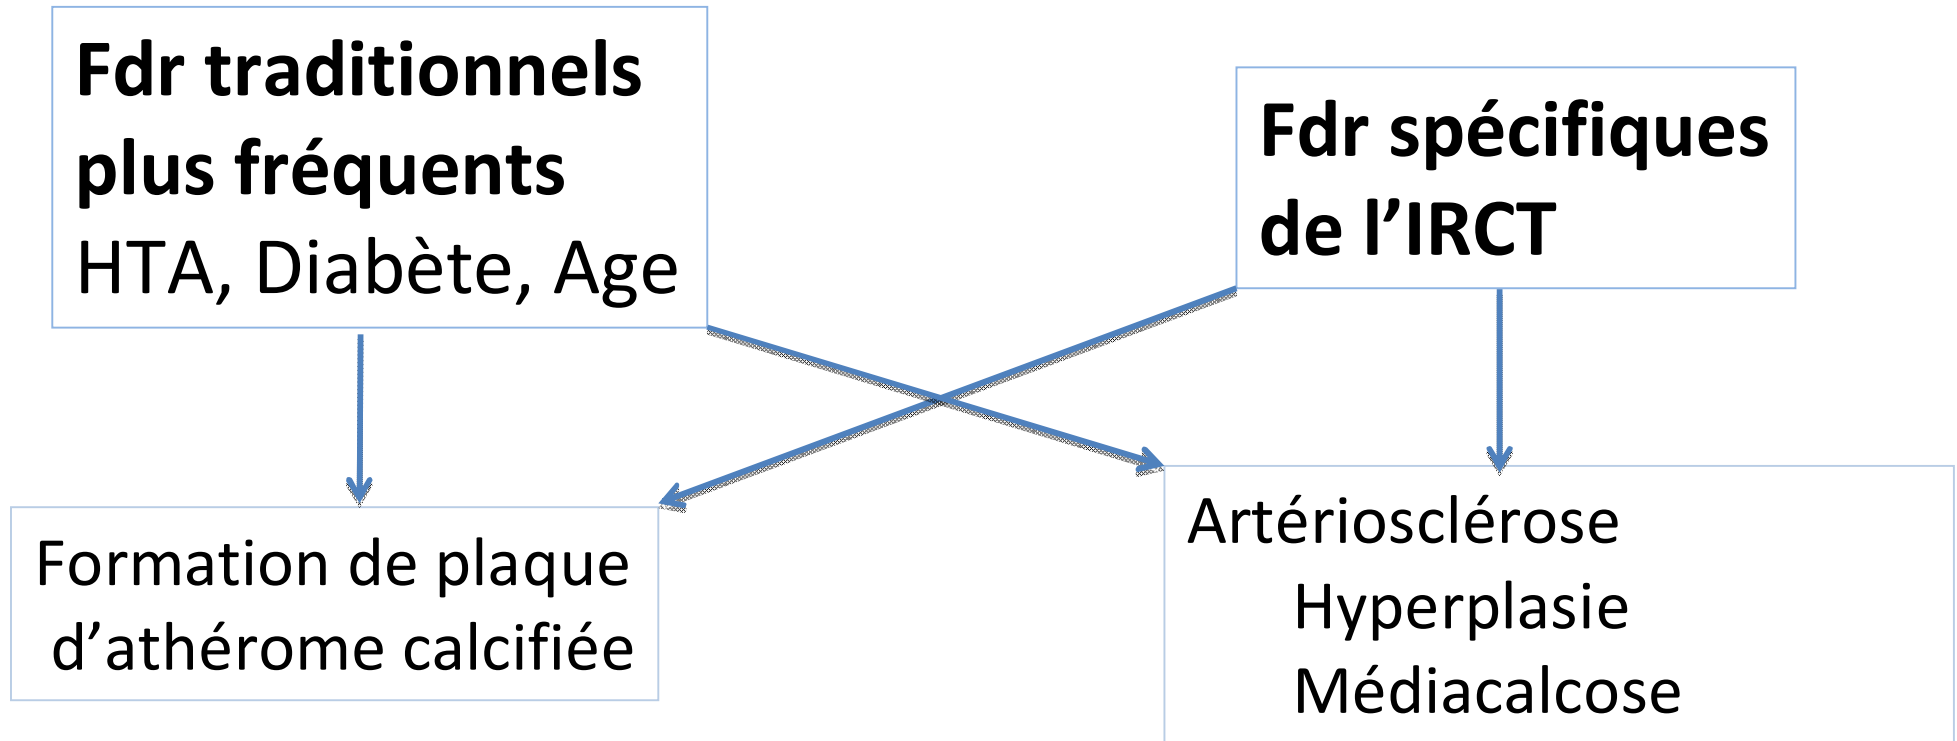 Fdr traditionnels
plus fréquents
HTA, Diabète, Age
Fdr spécifiques
de l’IRCT
Formation de plaque
d’athérome calcifiée
Artériosclérose
Hyperplasie
Médiacalcose